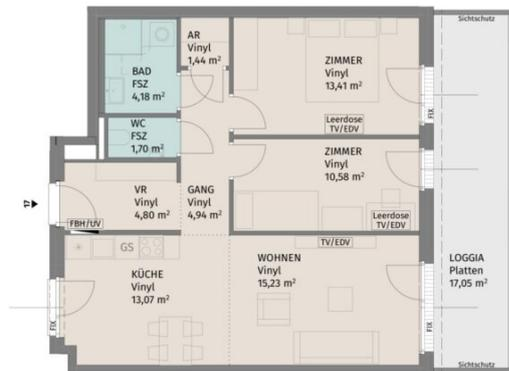 Sichtschutz
AR
Vinyl
1,44 m²
BAD
FSZ
4,18 m²
ZIMMER
Vinyl
13,41 m²
FIX
WC
FSZ
1,70 m²
Leerdose
TV/EDV
ZIMMER
Vinyl
10,58 m²
17
VR
Vinyl
4,80 m²
GANG
Vinyl
4,94 m²
FBH/UV
Leerdose
TV/EDV
GS
TV/EDV
KÜCHE
Vinyl
13,07 m²
WOHNEN
Vinyl
15,23 m²
LOGGIA
Platten
17,05 m²
FIX
FIX
Sichtschutz